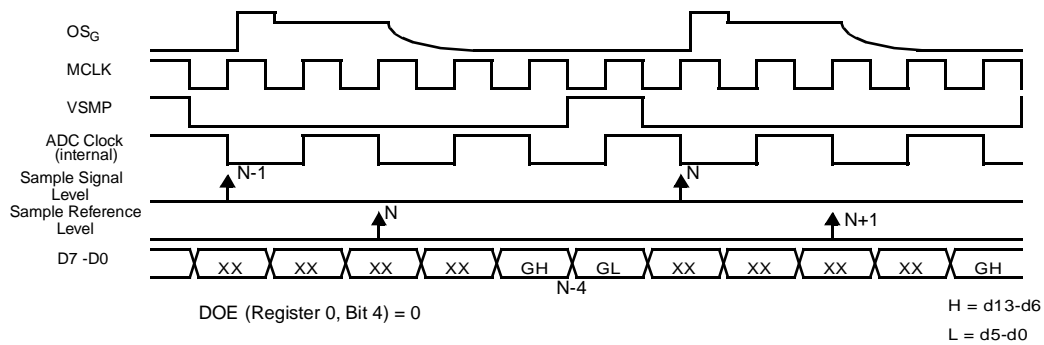 OSG
MCLK
VSMP
ADC Clock
(internal)
Sample Signal
Level
N-1
N
Sample Reference
Level
N
N+1
D7 -D0
XX XX XX XX GH GL XX XX XX XX GH
N-4
DOE (Register 0, Bit 4) = 0
H = d13-d6
L = d5-d0